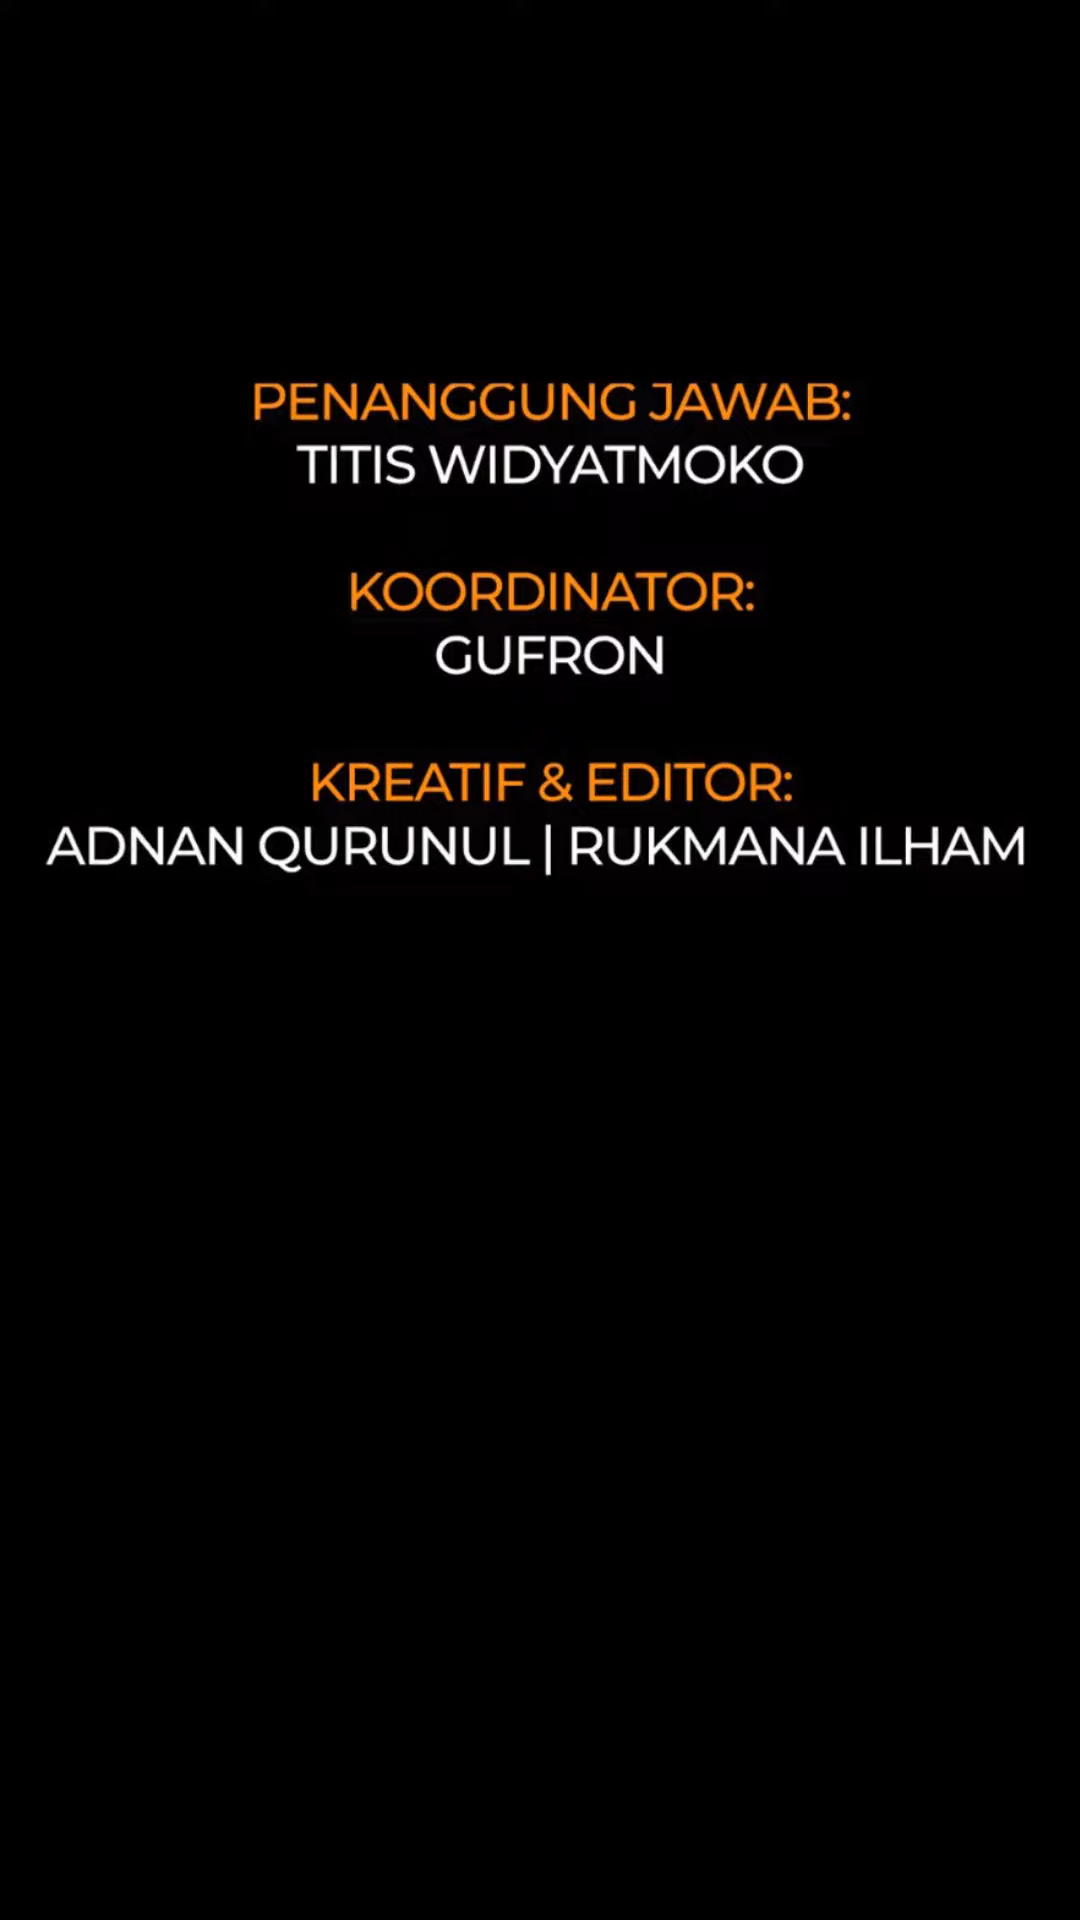 PENANGGUNG JAWAB:
TITIS WIDYATMOKO
KOORDINATOR:
GUFRON
KREATIF & EDITOR:
ADNAN QURUNUL | RUKMANA ILHAM